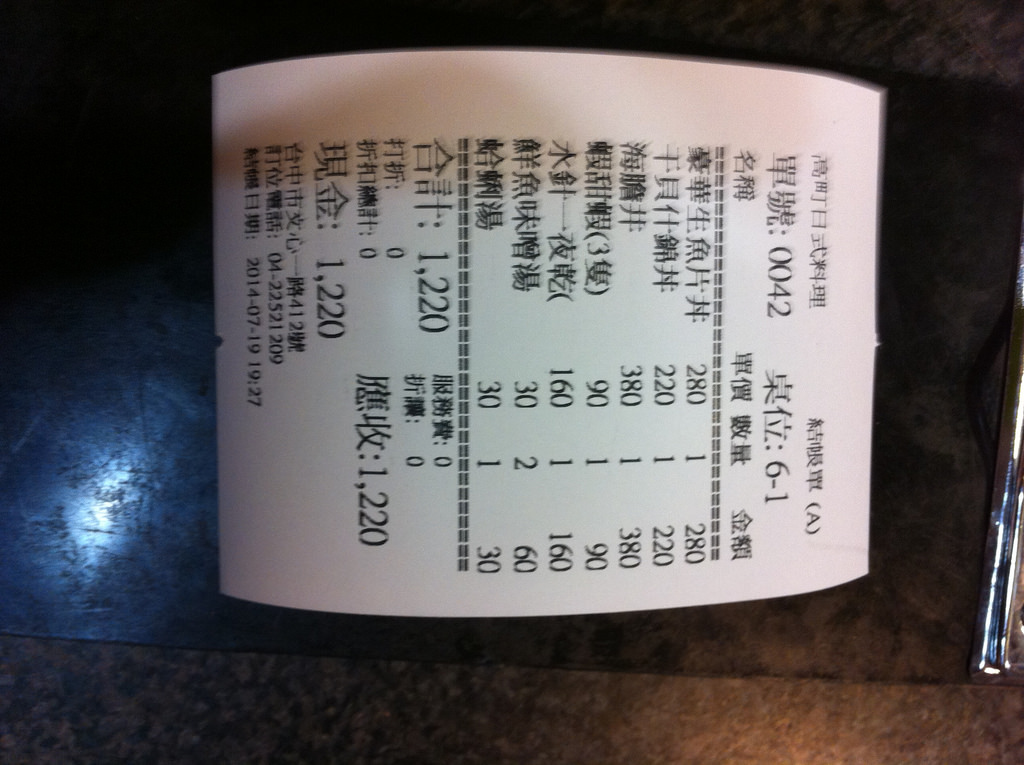 高町日式料理 結帳單 (A)
單號: 0042 桌位: 6-1
名稱 單價 數量 金額
==============================
豪華生魚片丼 280 1 280
干貝什錦丼 220 1 220
海膽丼 380 1 380
蝦甜蝦(3隻) 90 1 90
水針一夜乾( 160 1 160
鮮魚味噌湯 30 2 60
蛤蜊湯 30 1 30
==============================
合計: 1,220 服務費: 0
打折: 0 折讓: 0
折扣總計: 0 應收:1,220
現金: 1,220
台中市文心一路412號
訂位電話: 04-22521209
結帳日期: 2014-07-19 19:27